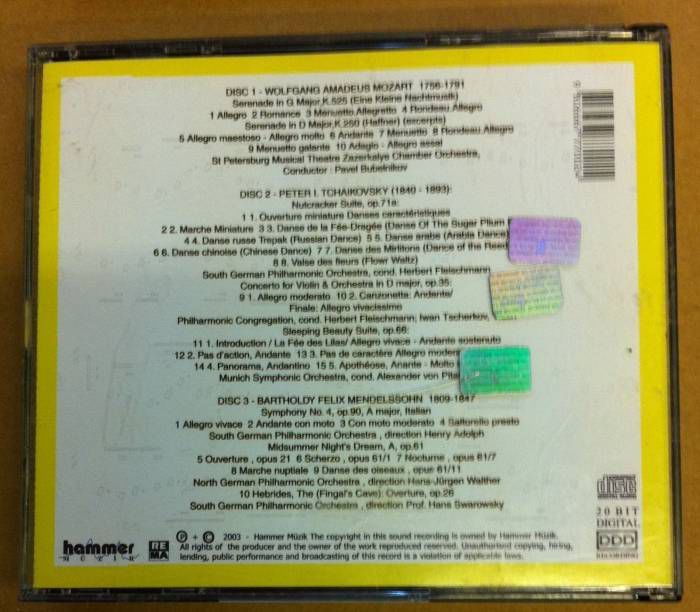 DISC 1 - WOLFGANG AMADEUS MOZART 1756-1791
Serenade in G Major,K.525 (Eine Kleine Nachtmusik)
1 Allegro 2 Romance 3 Menuetto Allegretto 4 Rondeau Allegro
Serenade in D Major,K.250 (Haffner) (excerpts)
5 Allegro maestoso - Allegro molto 6 Andante 7 Menuetto 8 Rondeau Allegro
9 Menuetto galante 10 Adagio - Allegro assai
St Petersburg Musical Theatre Zazerkalye Chamber Orchestra,
Conductor : Pavel Bubelnikov
DISC 2 - PETER I. TCHAIKOVSKY (1840 - 1893):
Nutcracker Suite, op.71a:
1 1. Ouverture miniature Danses caractéristiques
2 2. Marche Miniature 3 3. Danse de la Fée-Dragée (Danse Of The Sugar Plum
4 4. Danse russe Trepak (Russian Dance) 5 5. Danse arabe (Arabia Dance)
6 6. Danse chinoise (Chinese Dance) 7 7. Danse des Mirlitons (Dance of the Reed
8 8. Valse des fleurs (Flowr Waltz)
South German Philharmonic Orchestra, cond. Herbert Fleischmann
Concerto for Violin & Orchestra in D major, op.35:
9 1. Allegro moderato 10 2. Canzonetta: Andante/
Finale: Allegro vivacissimo
Philharmonic Congregation, cond. Herbert Fleischmann, Iwan Tscherkov,
Sleeping Beauty Suite, op.66:
11 1. Introduction / La Fée des Lilas/ Allegro vivace - Andante sostenuto
12 2. Pas d'action, Andante 13 3. Pas de caractère Allegro moder
14 4. Panorama, Andantino 15 5. Apothéose, Anante - Molto
Munich Symphonic Orchestra, cond. Alexander von Pita
DISC 3 - BARTHOLDY FELIX MENDELSSOHN 1809-1847
Symphony No. 4, op.90, A major, Italian
1 Allegro vivace 2 Andante con moto 3 Con moto moderato 4 Saltorello presto
South German Philharmonic Orchestra , direction Henry Adolph
Midsummer Night's Dream, A, op.61
5 Ouverture , opus 21 6 Scherzo , opus 61/1 7 Nocturne , opus 61/7
8 Marche nuptiale 9 Danse des oiseaux , opus 61/11
North German Philharmonic Orchestra , direction Hans-Jürgen Walther
10 Hebrides, The (Fingal's Cave): Overture, op.26
South German Philharmonic Orchestra , direction Prof. Hans Swarowsky
disc
20 BIT
DIGITAL
DDD
RECORDING
hammer
MÜZİK
RE
MA
P + C 2003 - Hammer Müzik The copyright in this sound recording is owned by Hammer Müzik.
All rights of the producer and the owner of the work reproduced reserved. Unauthorised copying, hiring,
lending, public performance and broadcasting of this record is a violation of applicable laws.